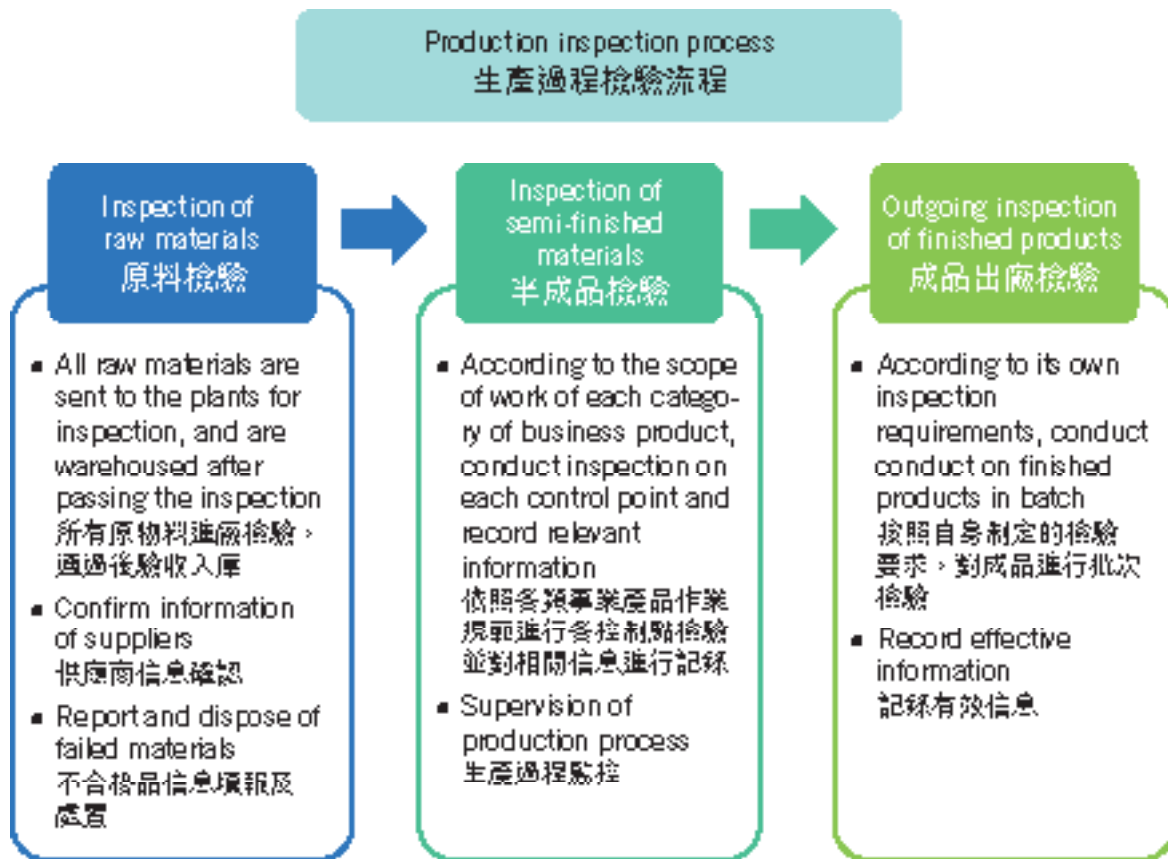 Production inspection process
生產過程檢驗流程
Inspection of
raw materials
原料檢驗
Inspection of
semi-finished
materials
半成品檢驗
Outgoing inspection
of finished products
成品出廠檢驗
▪ All raw materials are
sent to the plants for
inspection, and are
warehoused after
passing the inspection
所有原物料進廠檢驗，
通過後驗收入庫
▪ Confirm information
of suppliers
供應商信息確認
▪ Report and dispose of
failed materials
不合格品信息填報及
處置
▪ According to the scope
of work of each catego-
ry of business product,
conduct inspection on
each control point and
record relevant
information
依照各類事業產品作業
規範進行各控制點檢驗
並對相關信息進行記錄
▪ Supervision of
production process
生產過程監控
▪ According to its own
inspection
requirements, conduct
conduct on finished
products in batch
按照自身制定的檢驗
要求，對成品進行批次
檢驗
▪ Record effective
information
記錄有效信息